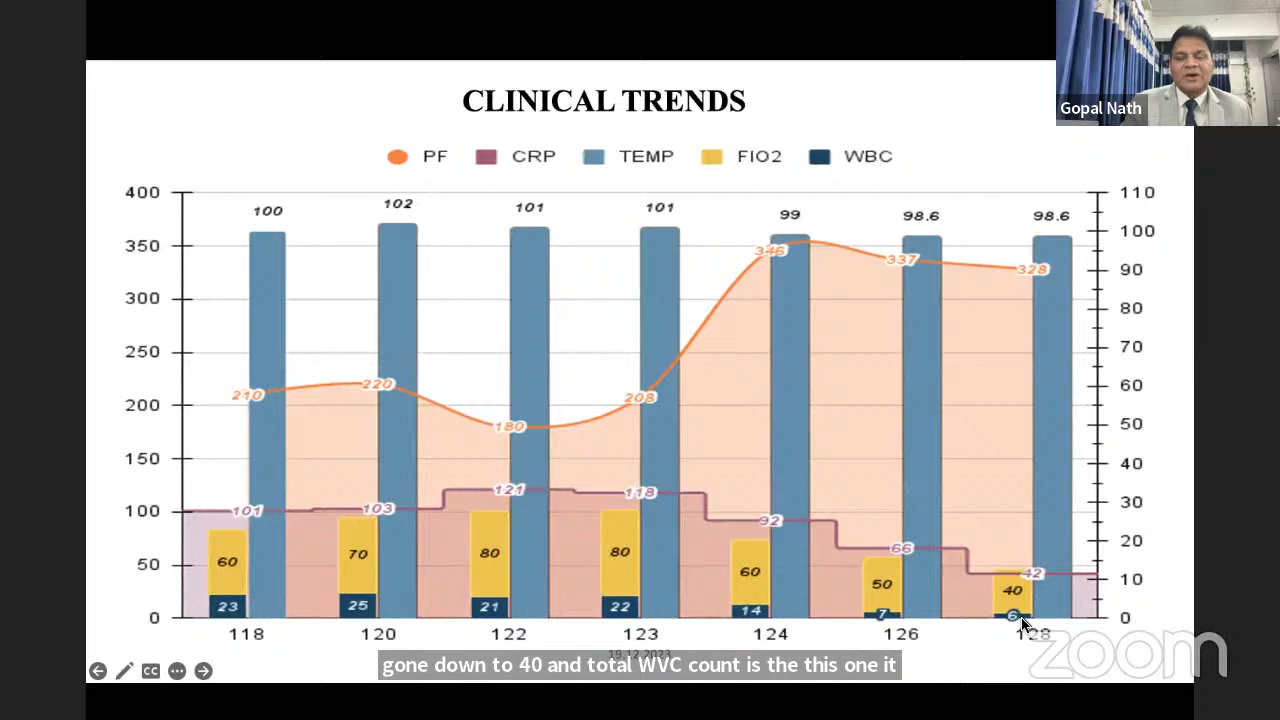 Gopal Nath
CLINICAL TRENDS
PF CRP TEMP FIO2 WBC
400 350 300 250 200 150 100 50 0
110 100 90 80 70 60 50 40 30 20 10 0
100 102 101 101 99 98.6 98.6
210 220 180 208 346 337 328
101 103 121 118 92 66 42
60 70 80 80 60 50 40
23 25 21 22 14 7 6
118 120 122 123 124 126 128
19.12.2023
gone down to 40 and total WVC count is the this one it
CC
zoom